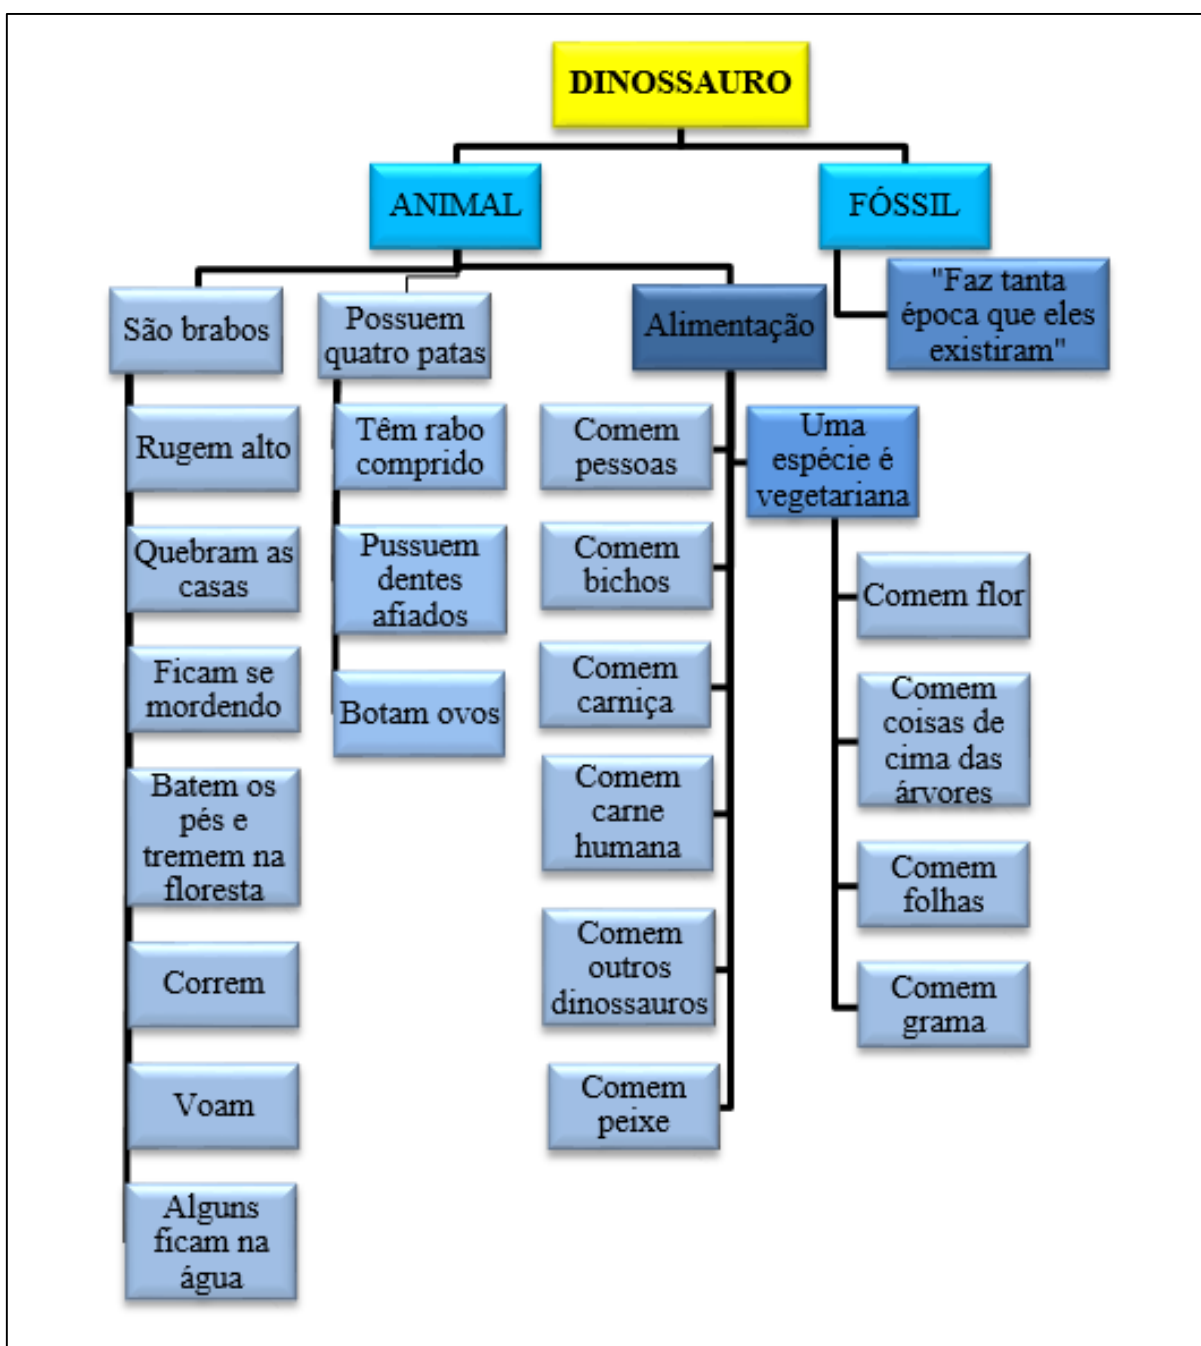 DINOSSAURO
ANIMAL
FÓSSIL
"Faz tanta
época que eles
existiram"
São brabos
Rugem alto
Quebram as
casas
Ficam se
mordendo
Batem os
pés e
tremem na
floresta
Correm
Voam
Alguns
ficam na
água
Possuem
quatro patas
Têm rabo
comprido
Pussuem
dentes
afiados
Botam ovos
Alimentação
Comem
pessoas
Comem
bichos
Comem
carniça
Comem
carne
humana
Comem
outros
dinossauros
Comem
peixe
Uma
espécie é
vegetariana
Comem flor
Comem
coisas de
cima das
árvores
Comem
folhas
Comem
grama